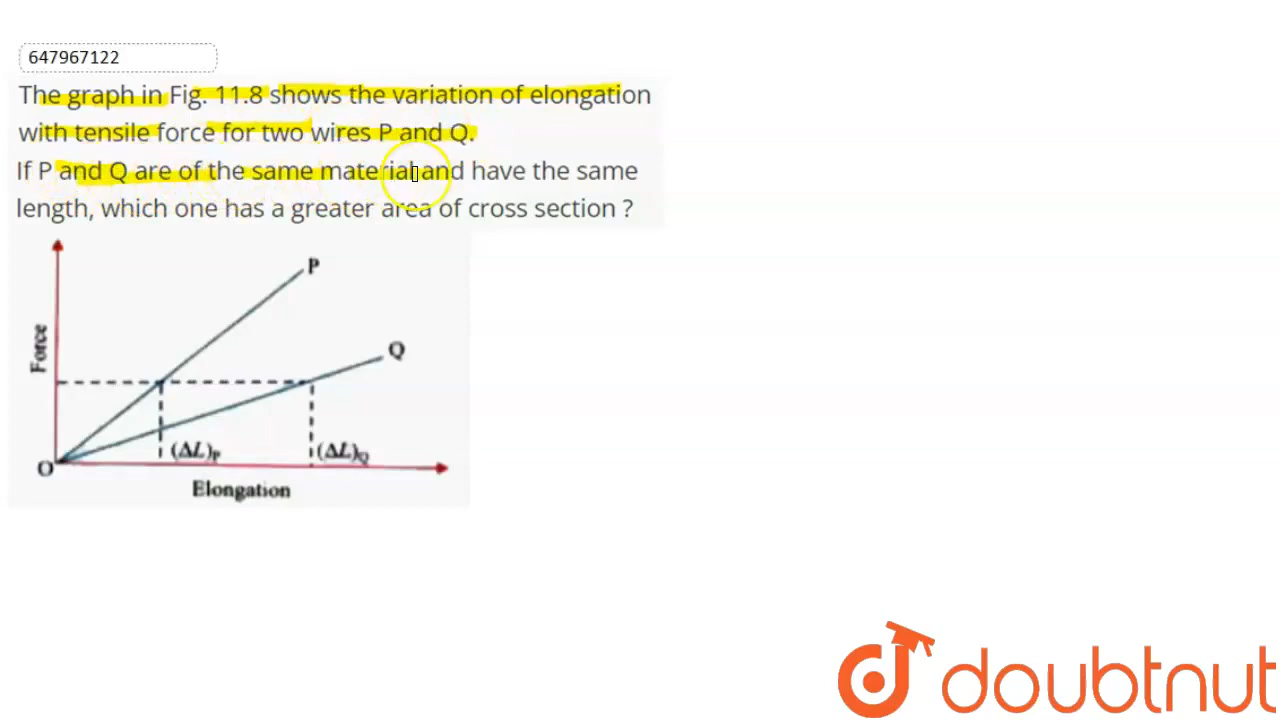 647967122
The graph in Fig. 11.8 shows the variation of elongation
with tensile force for two wires P and Q.
If P and Q are of the same material and have the same
length, which one has a greater area of cross section ?
P
Q
Force
(ΔL)P
(ΔL)Q
O
Elongation
doubtnut